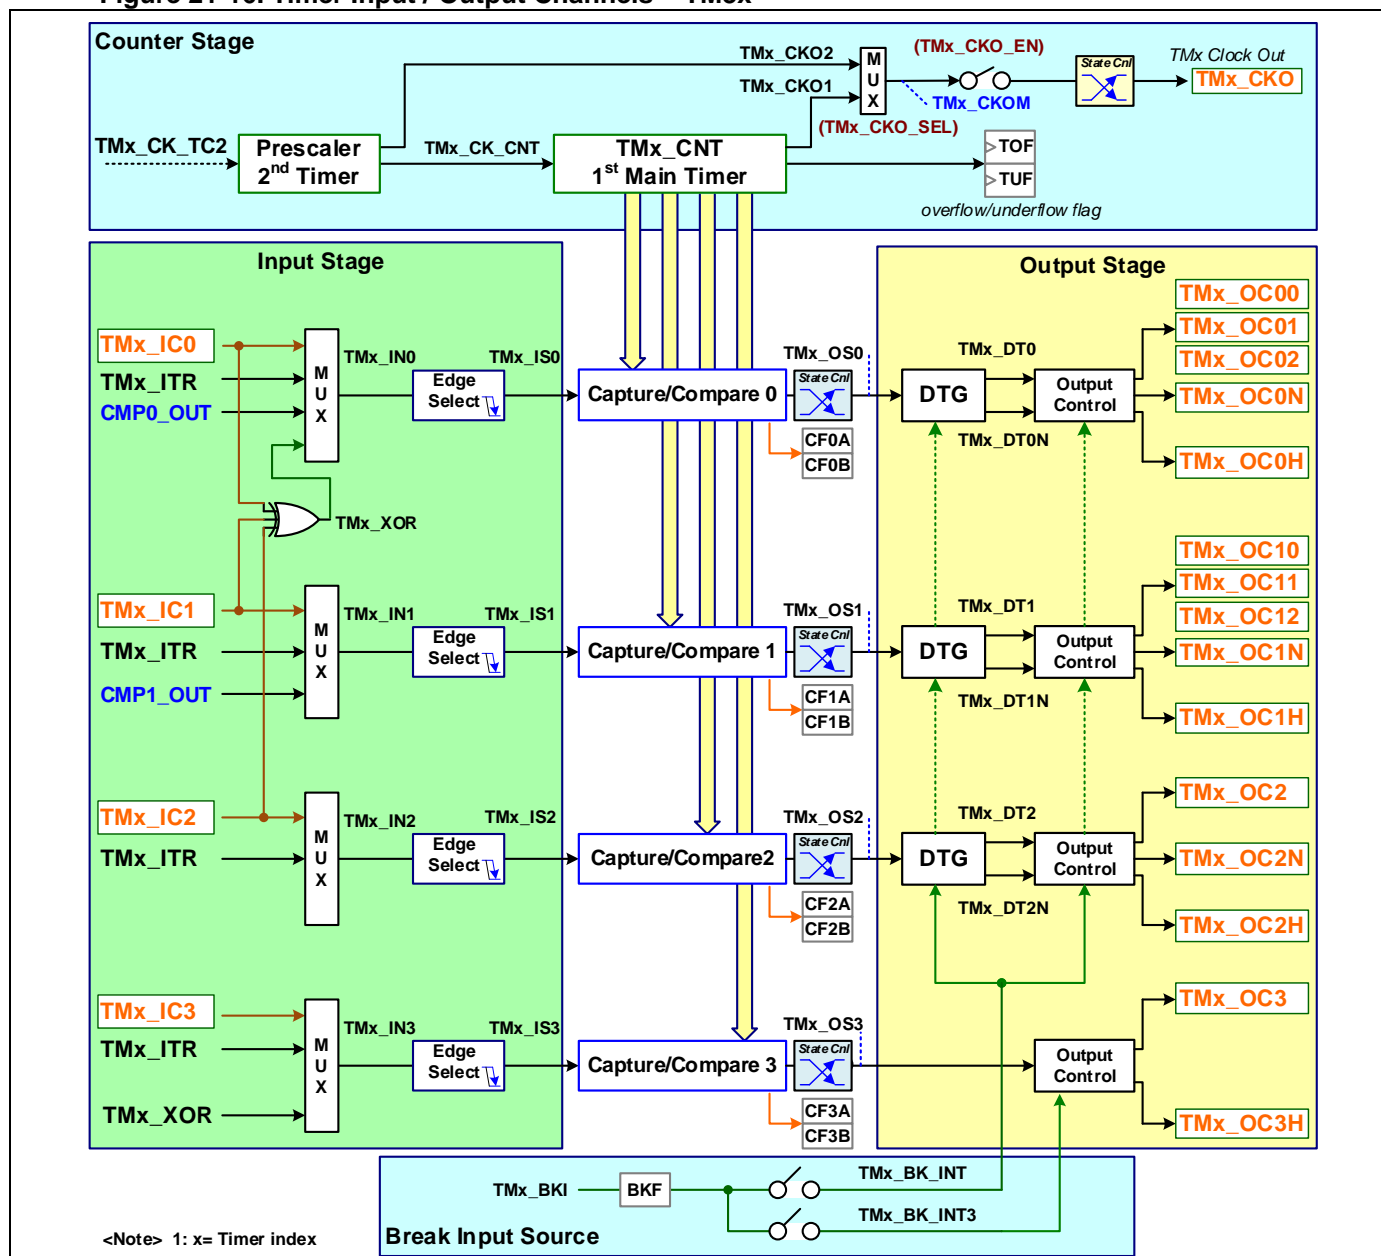 Counter Stage
TMx_CKO2
(TMx_CKO_EN)
TMx Clock Out
State Cnl
TMx_CKO
TMx_CKO1
MUX
TMx_CKOM
(TMx_CKO_SEL)
TMx_CK_TC2
Prescaler
2nd Timer
TMx_CK_CNT
TMx_CNT
1st Main Timer
TOF
TUF
overflow/underflow flag
Input Stage
Output Stage
TMx_IC0
TMx_ITR
CMP0_OUT
MUX
TMx_IN0
Edge
Select
TMx_IS0
Capture/Compare 0
State Cnl
TMx_OS0
CF0A
CF0B
DTG
TMx_DT0
TMx_DT0N
Output
Control
TMx_OC00
TMx_OC01
TMx_OC02
TMx_OC0N
TMx_OC0H
TMx_XOR
TMx_IC1
TMx_ITR
CMP1_OUT
MUX
TMx_IN1
Edge
Select
TMx_IS1
Capture/Compare 1
State Cnl
TMx_OS1
CF1A
CF1B
DTG
TMx_DT1
TMx_DT1N
Output
Control
TMx_OC10
TMx_OC11
TMx_OC12
TMx_OC1N
TMx_OC1H
TMx_IC2
TMx_ITR
MUX
TMx_IN2
Edge
Select
TMx_IS2
Capture/Compare2
State Cnl
TMx_OS2
CF2A
CF2B
DTG
TMx_DT2
TMx_DT2N
Output
Control
TMx_OC2
TMx_OC2N
TMx_OC2H
TMx_IC3
TMx_ITR
TMx_XOR
MUX
TMx_IN3
Edge
Select
TMx_IS3
Capture/Compare 3
State Cnl
TMx_OS3
CF3A
CF3B
Output
Control
TMx_OC3
TMx_OC3H
TMx_BKI
BKF
TMx_BK_INT
TMx_BK_INT3
Break Input Source
<Note> 1: x= Timer index